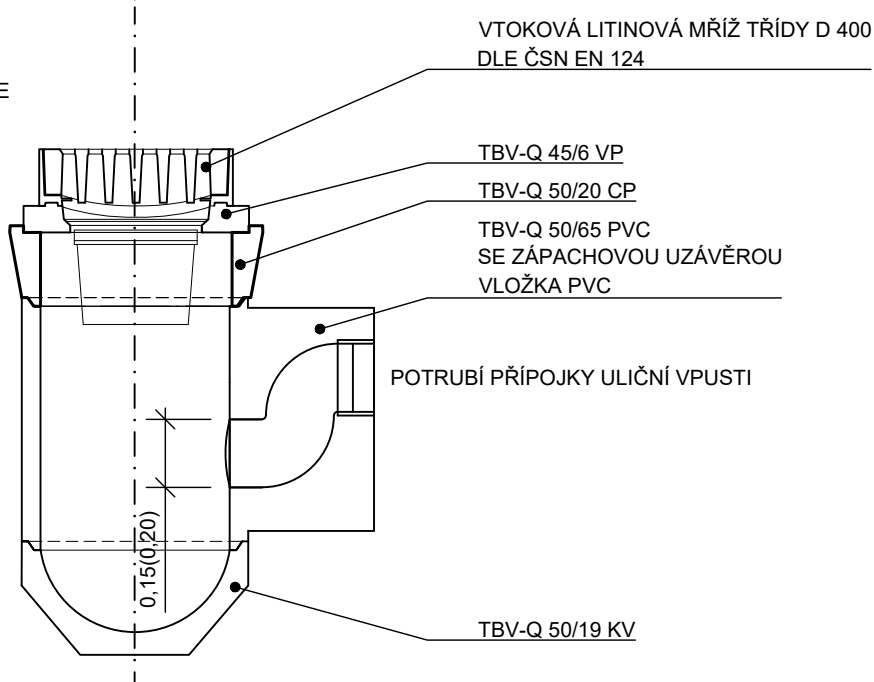 VTOKOVÁ LITINOVÁ MŘÍŽ TŘÍDY D 400
DLE ČSN EN 124
E
TBV-Q 45/6 VP
TBV-Q 50/20 CP
TBV-Q 50/65 PVC
SE ZÁPACHOVOU UZÁVĚROU
VLOŽKA PVC
POTRUBÍ PŘÍPOJKY ULIČNÍ VPUSTI
0,15(0,20)
TBV-Q 50/19 KV